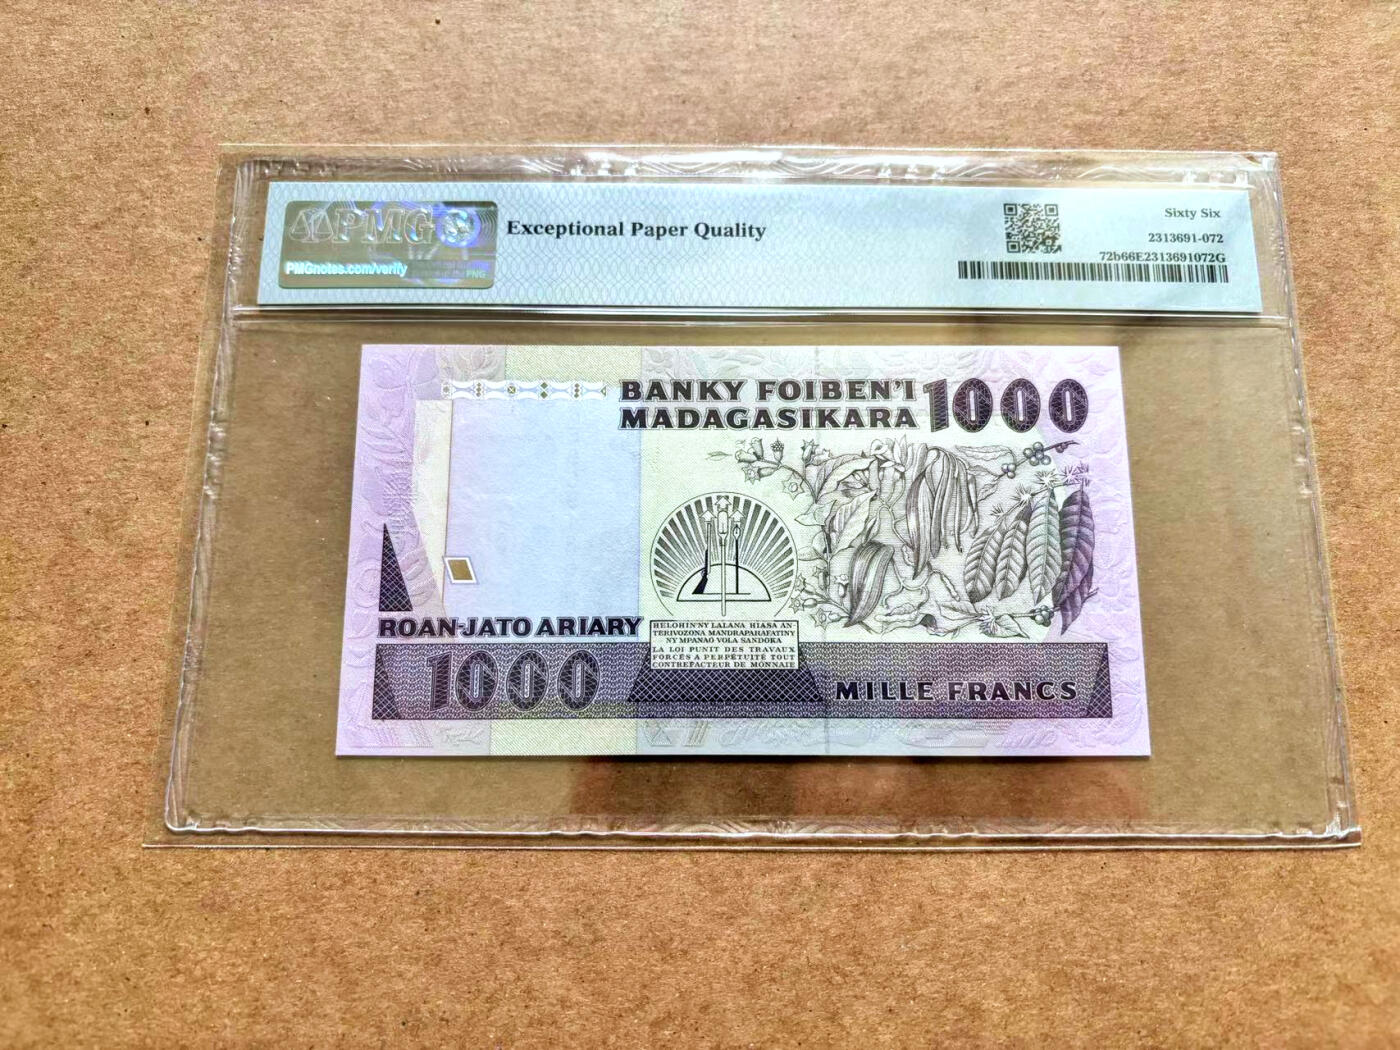 PMG
PMGnotes.com/verify
PNG
Exceptional Paper Quality
Sixty Six
2313691-072
72b66E2313691072G
BANKY FOIBEN'I
MADAGASIKARA
1000
ROAN-JATO ARIARY
HELOHIN'NY LALANA HIASA AN-
TERIVOZONA MANDRAPARAFATINY
NY MPANAO VOLA SANDOKA
LA LOI PUNIT DES TRAVAUX
FORCÉS A PERPÉTUITÉ TOUT
CONTREFACTEUR DE MONNAIE
1000
MILLE FRANCS